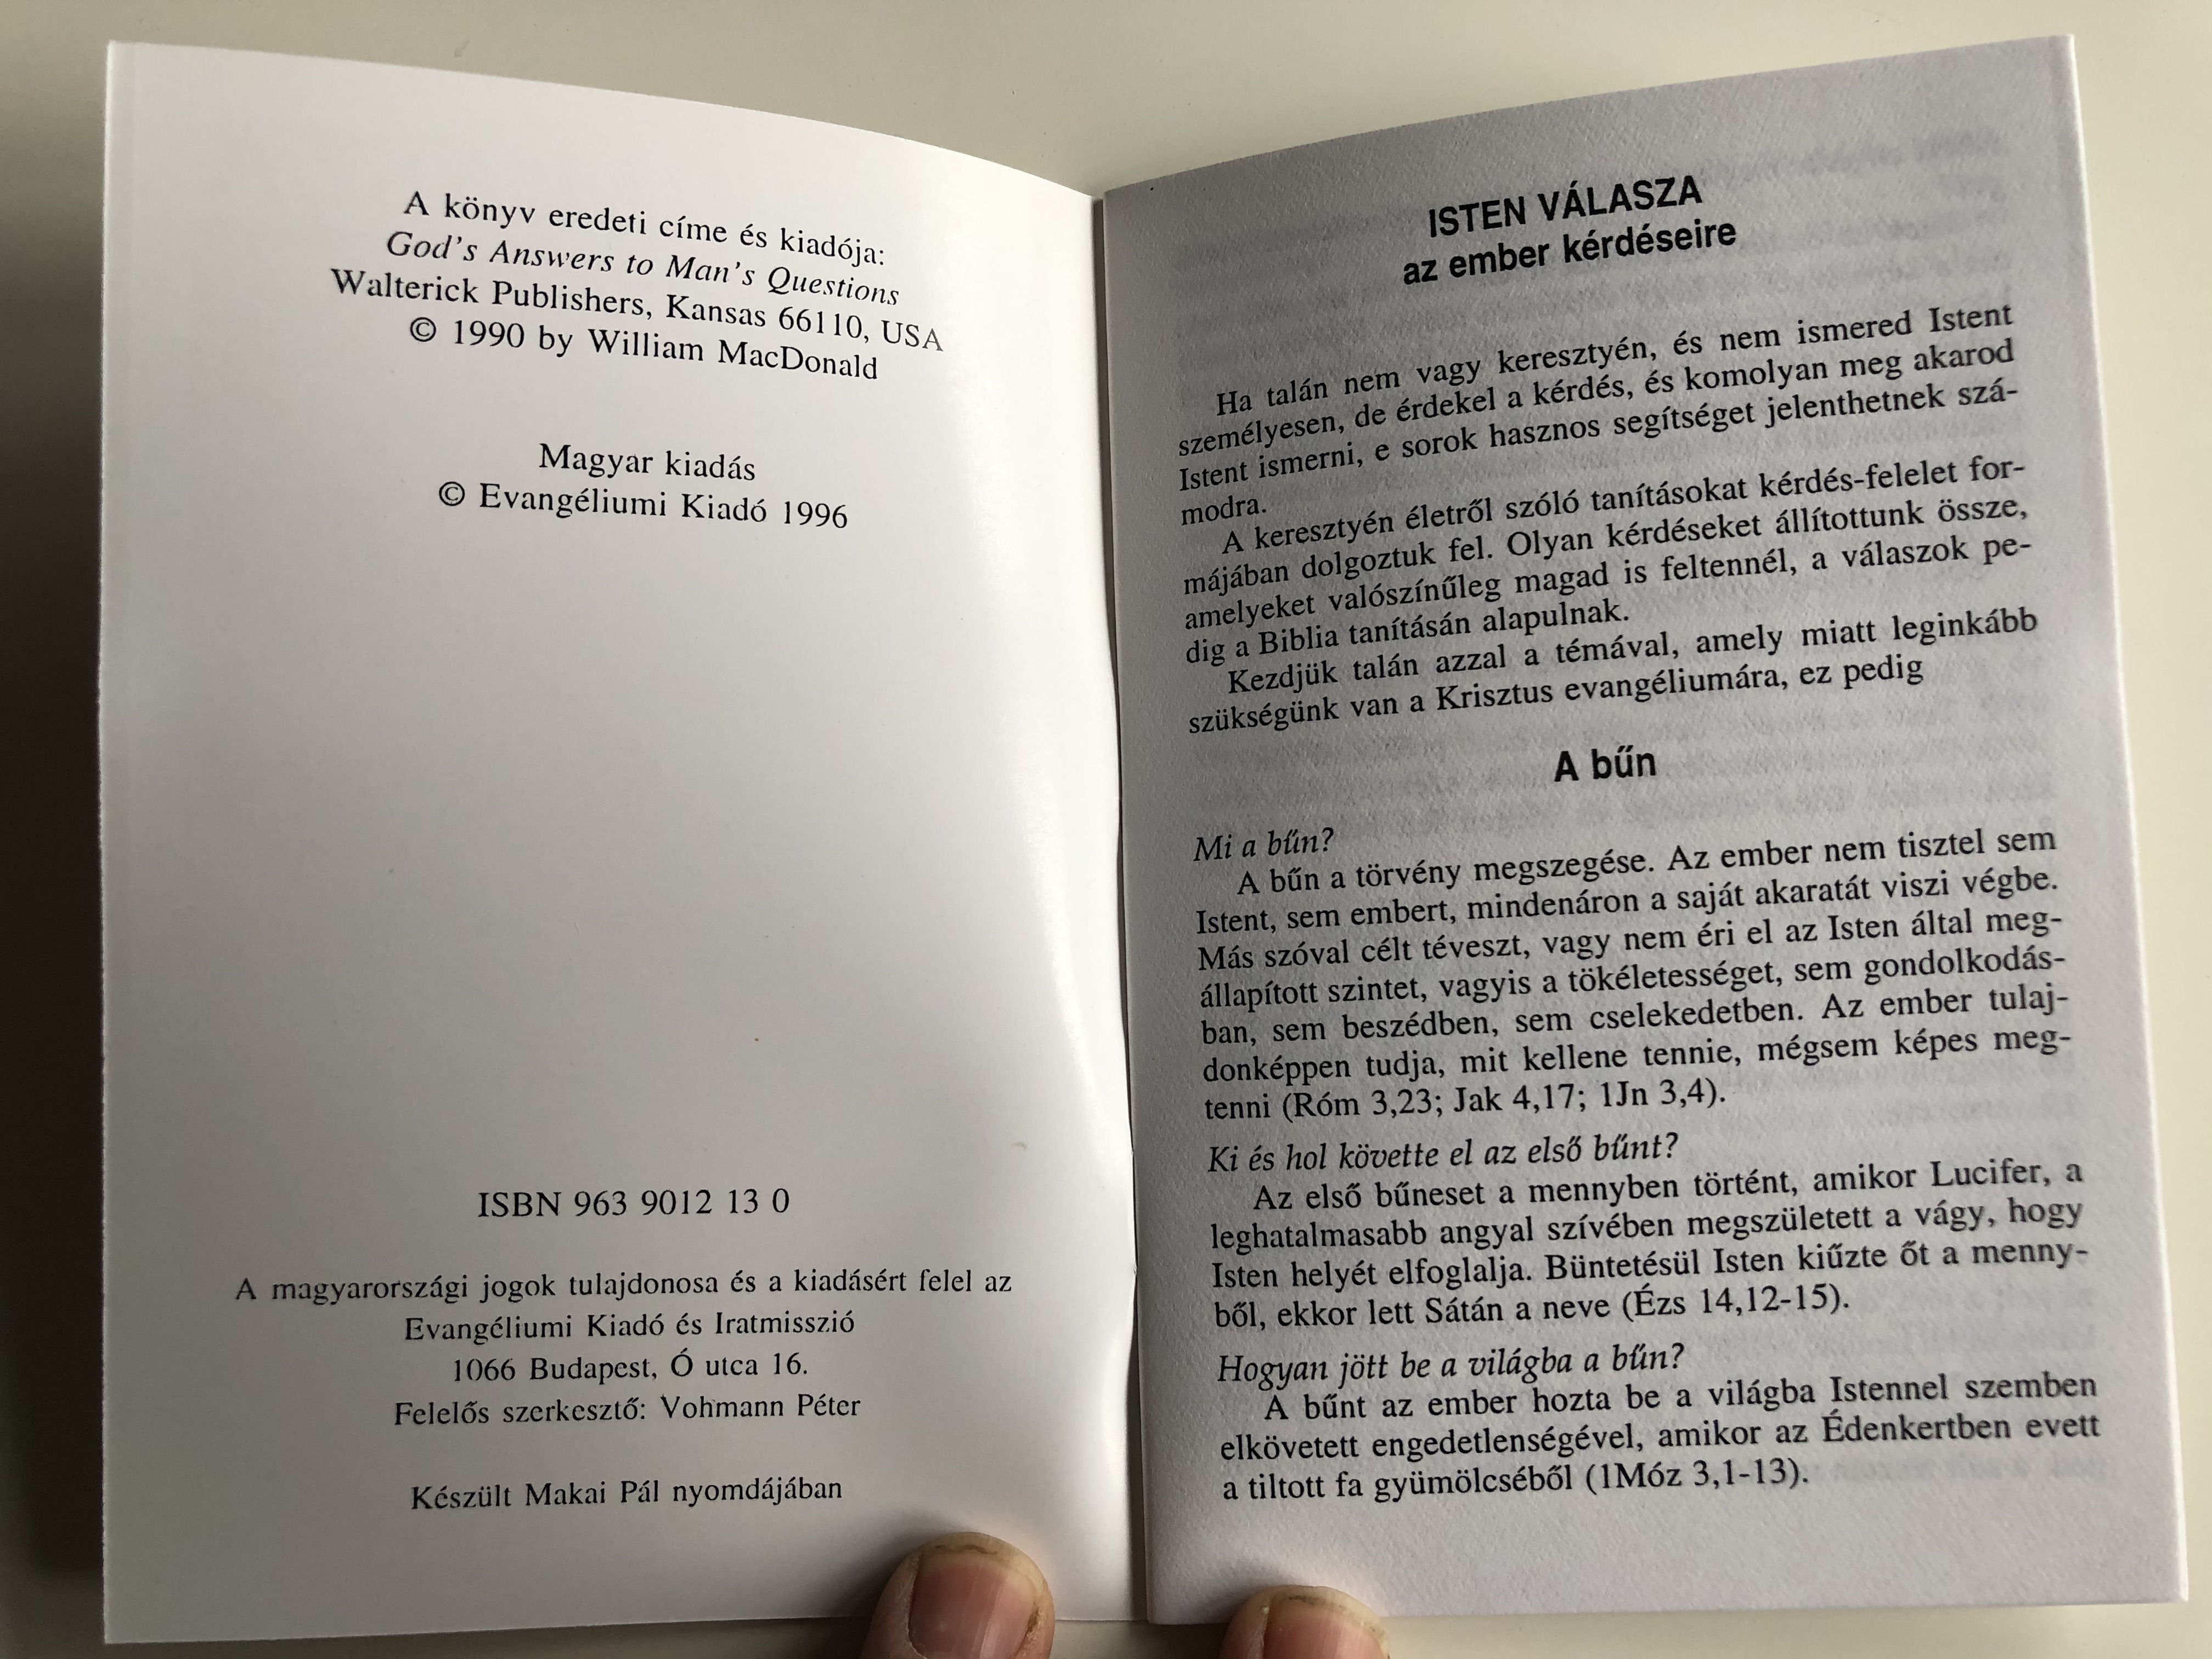 A könyv eredeti címe és kiadója:
God's Answers to Man's Questions
Walterick Publishers, Kansas 66110, USA
© 1990 by William MacDonald
Magyar kiadás
© Evangéliumi Kiadó 1996
ISBN 963 9012 13 0
A magyarországi jogok tulajdonosa és a kiadásért felel az
Evangéliumi Kiadó és Iratmisszió
1066 Budapest, Ó utca 16.
Felelős szerkesztő: Vohmann Péter
Készült Makai Pál nyomdájában
ISTEN VÁLASZA
az ember kérdéseire
Ha talán nem vagy keresztyén, és nem ismered Istent
személyesen, de érdekel a kérdés, és komolyan meg akarod
Istent ismerni, e sorok hasznos segítséget jelenthetnek szá-
modra.
A keresztyén életről szóló tanításokat kérdés-felelet for-
májában dolgoztuk fel. Olyan kérdéseket állítottunk össze,
amelyeket valószínűleg magad is feltennél, a válaszok pe-
dig a Biblia tanításán alapulnak.
Kezdjük talán azzal a témával, amely miatt leginkább
szükségünk van a Krisztus evangéliumára, ez pedig
A bűn
Mi a bűn?
A bűn a törvény megszegése. Az ember nem tisztel sem
Istent, sem embert, mindenáron a saját akaratát viszi végbe.
Más szóval célt téveszt, vagy nem éri el az Isten által meg-
állapított szintet, vagyis a tökéletességet, sem gondolkodás-
ban, sem beszédben, sem cselekedetben. Az ember tulaj-
donképpen tudja, mit kellene tennie, mégsem képes meg-
tenni (Róm 3,23; Jak 4,17; 1Jn 3,4).
Ki és hol követte el az első bűnt?
Az első bűneset a mennyben történt, amikor Lucifer, a
leghatalmasabb angyal szívében megszületett a vágy, hogy
Isten helyét elfoglalja. Büntetésül Isten kiűzte őt a menny-
ből, ekkor lett Sátán a neve (Ézs 14,12-15).
Hogyan jött be a világba a bűn?
A bűnt az ember hozta be a világba Istennel szemben
elkövetett engedetlenségével, amikor az Édenkertben evett
a tiltott fa gyümölcséből (1Móz 3,1-13).